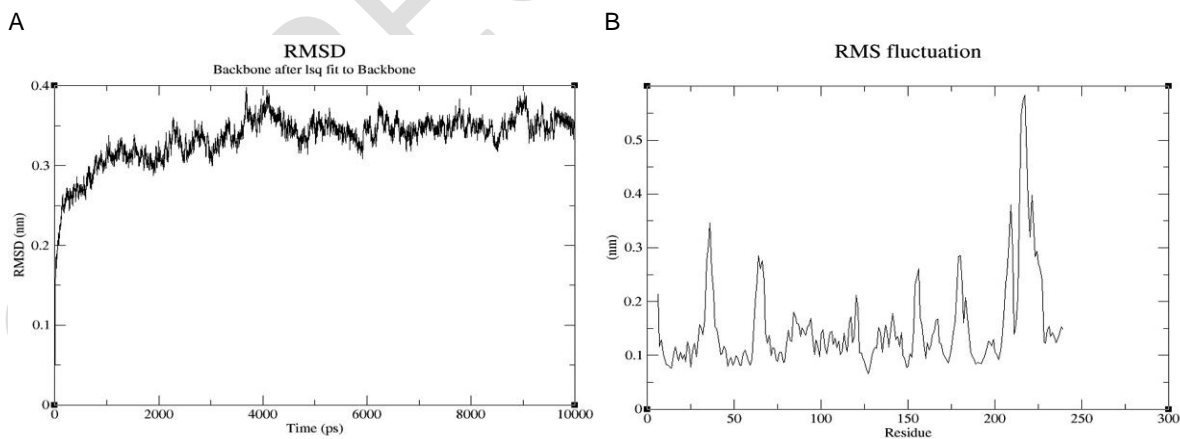 A
RMSD
Backbone after lsq fit to Backbone
0.4
0.3
0.2
0.1
0
RMSD (nm)
0 2000 4000 6000 8000 10000
Time (ps)
B
RMS fluctuation
0.5
0.4
0.3
0.2
0.1
0
(nm)
0 50 100 150 200 250 300
Residue